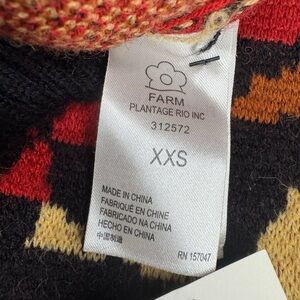 FARM
PLANTAGE RIO INC
312572
XXS
MADE IN CHINA
FABRIQUÉ EN CHINE
FABRICADO NA CHINA
HECHO EN CHINA
中国制造
RN 157047